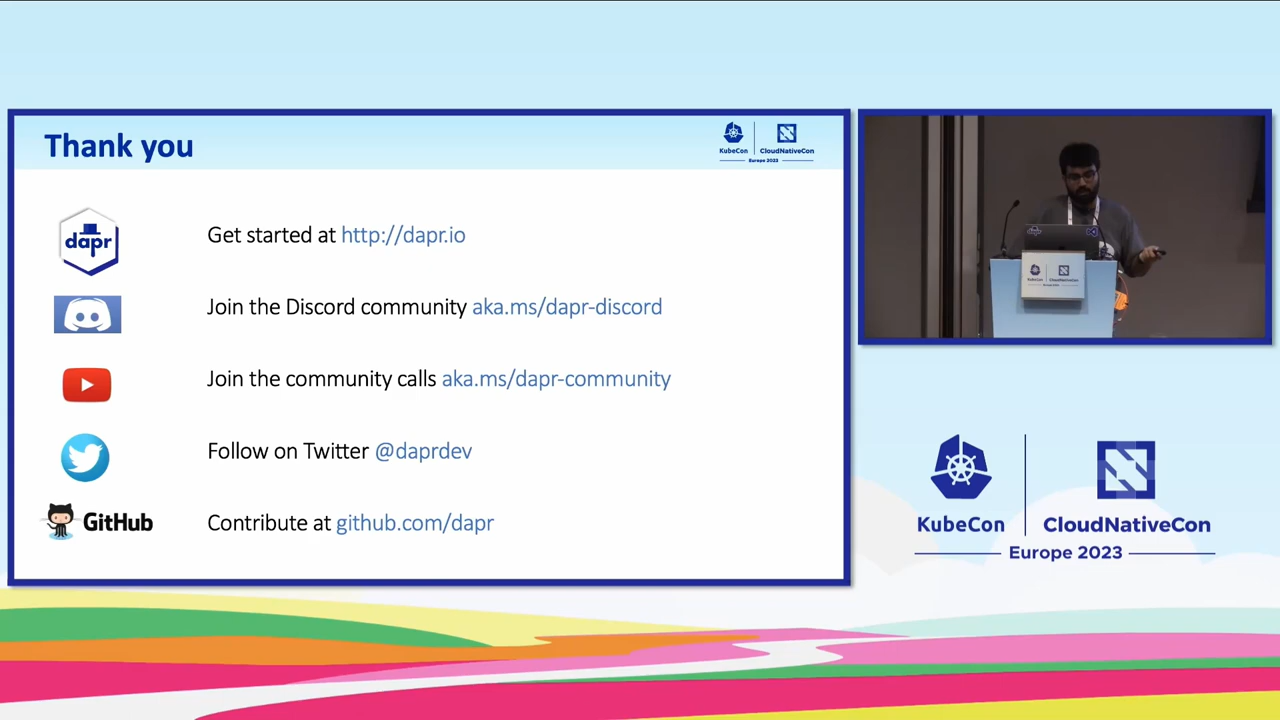 Thank you
KubeCon
CloudNativeCon
Europe 2023
dapr
Get started at http://dapr.io
Join the Discord community aka.ms/dapr-discord
Join the community calls aka.ms/dapr-community
Follow on Twitter @daprdev
GitHub
Contribute at github.com/dapr
KubeCon
CloudNativeCon
Europe 2023